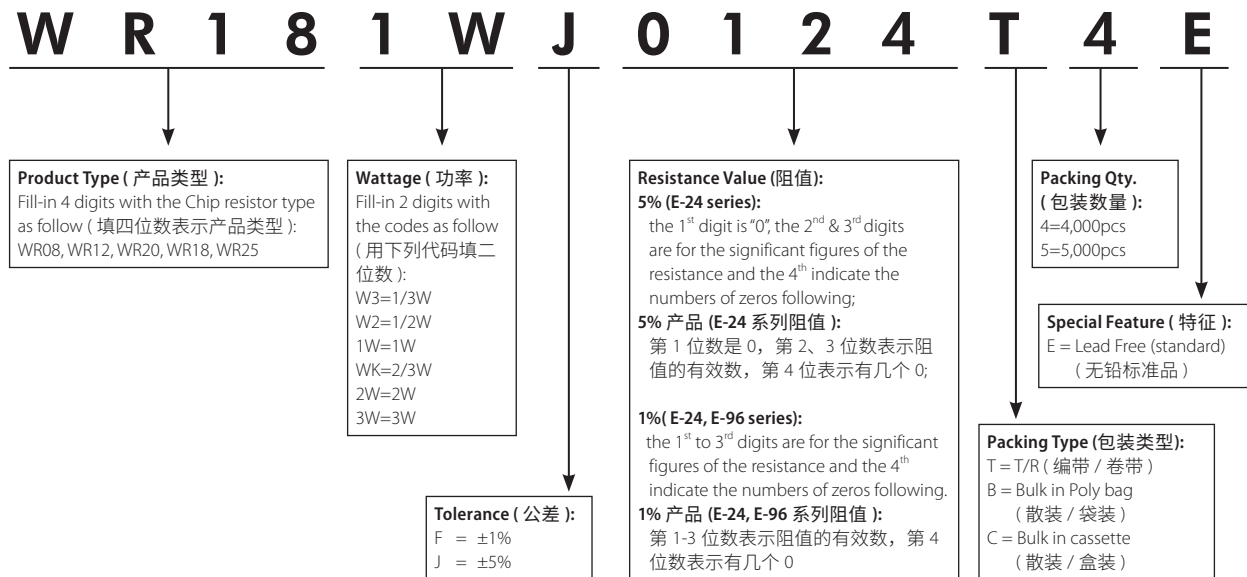 W R 1 8 1 W J 0 1 2 4 T 4 E
Product Type ( 产品类型 ):
Fill-in 4 digits with the Chip resistor type
as follow ( 填四位数表示产品类型 ):
WR08, WR12, WR20, WR18, WR25
Wattage ( 功率 ):
Fill-in 2 digits with
the codes as follow
( 用下列代码填二
位数 ):
W3=1/3W
W2=1/2W
1W=1W
WK=2/3W
2W=2W
3W=3W
Tolerance ( 公差 ):
F = ±1%
J = ±5%
Resistance Value (阻值):
5% (E-24 series):
the 1st digit is "0", the 2nd & 3rd digits
are for the significant figures of the
resistance and the 4th indicate the
numbers of zeros following;
5% 产品 (E-24 系列阻值 ):
第 1 位数是 0，第 2、3 位数表示阻
值的有效数，第 4 位表示有几个 0;
1%( E-24, E-96 series):
the 1st to 3rd digits are for the significant
figures of the resistance and the 4th
indicate the numbers of zeros following.
1% 产品 (E-24, E-96 系列阻值 ):
第 1-3 位数表示阻值的有效数，第 4
位数表示有几个 0
Packing Qty.
( 包装数量 ):
4=4,000pcs
5=5,000pcs
Special Feature ( 特征 ):
E = Lead Free (standard)
( 无铅标准品 )
Packing Type (包装类型):
T = T/R ( 编带 / 卷带 )
B = Bulk in Poly bag
( 散装 / 袋装 )
C = Bulk in cassette
( 散装 / 盒装 )